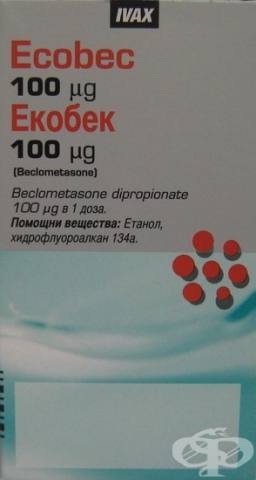 IVAX
Ecobec
100 µg
Екобек
100 µg
(Beclometasone)
Beclometasone dipropionate
100 µg в 1 доза.
Помощни вещества: Етанол,
хидрофлуороалкан 134а.